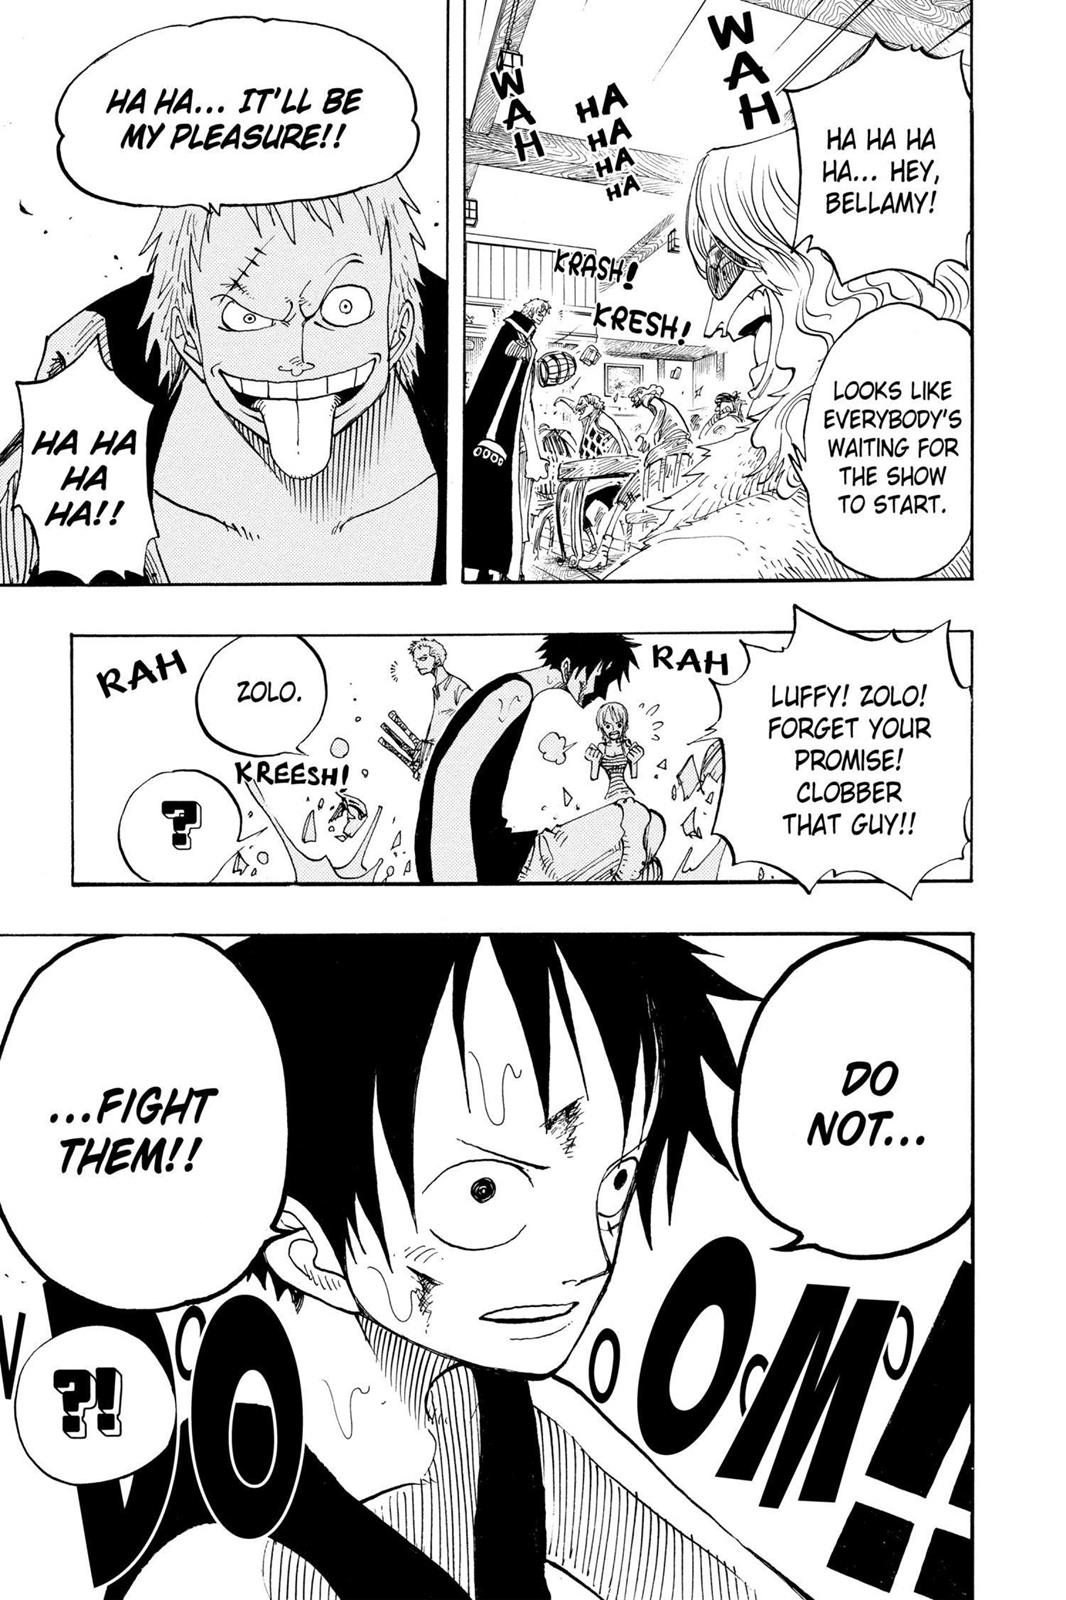 WAH
HA HA HA
HA... HEY,
BELLAMY!
HA
HA
HA
HA
WAH
KRASH!
KRESH!
LOOKS LIKE
EVERYBODY'S
WAITING FOR
THE SHOW
TO START.
HA HA... IT'LL BE
MY PLEASURE!!
HA HA
HA
HA!!
LUFFY! ZOLO!
FORGET YOUR
PROMISE!
CLOBBER
THAT GUY!!
RAH
ZOLO.
RAH
KREESH!
?
DO
NOT...
...FIGHT
THEM!!
?!
VOOOOOOOM!!